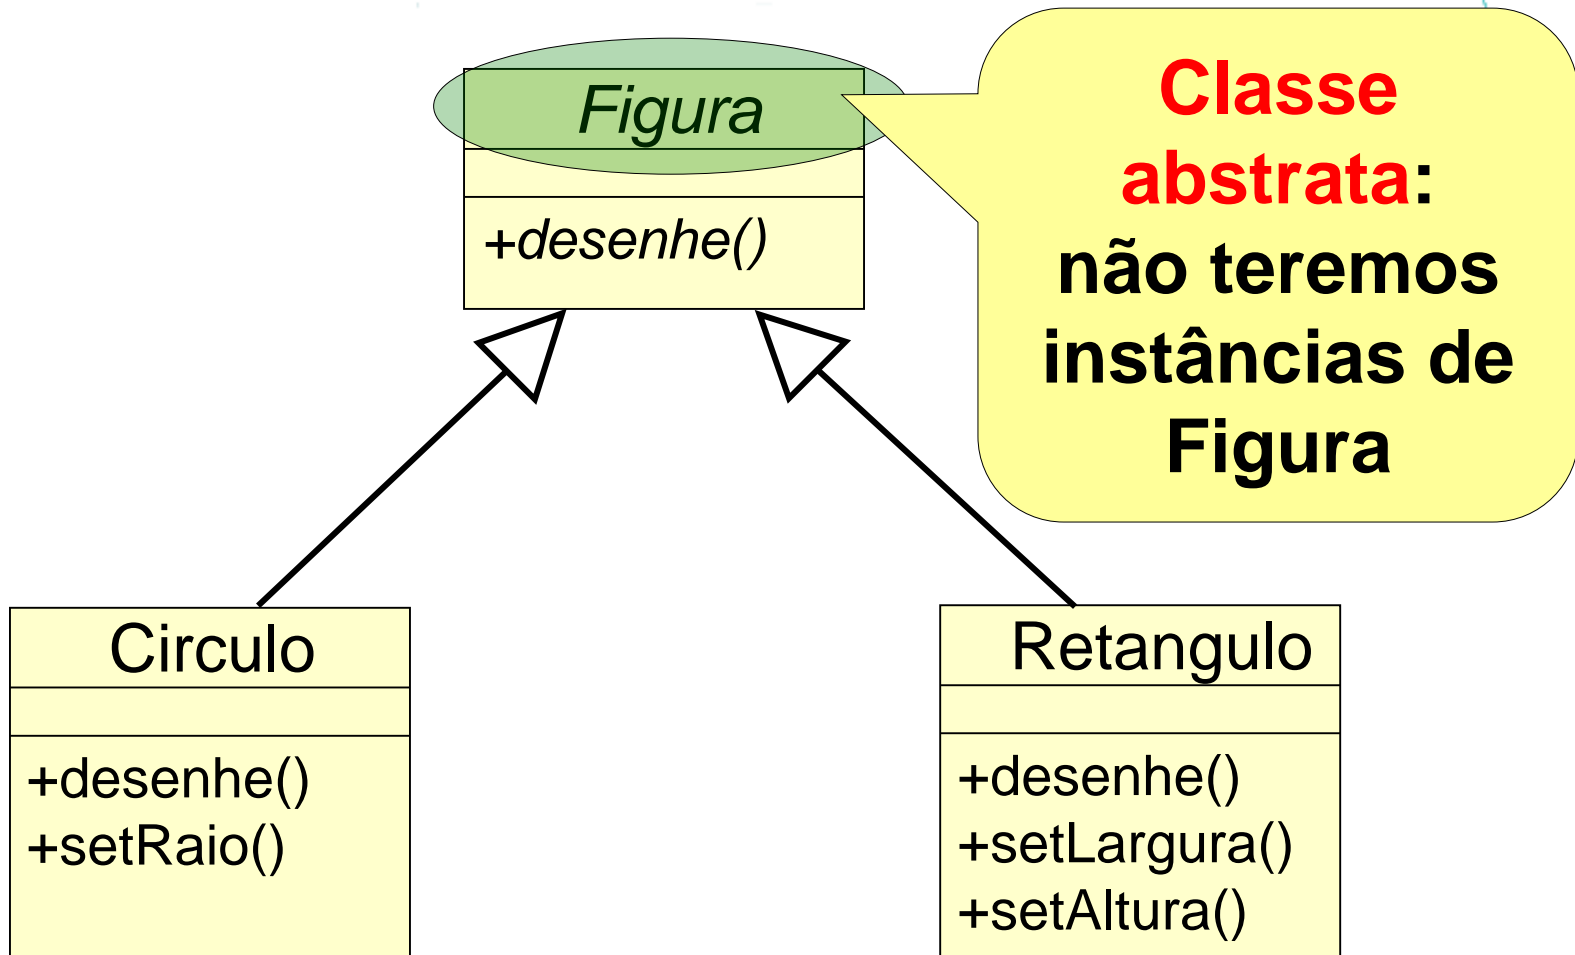 Figura
+desenhe()
Classe
abstrata:
não teremos
instâncias de
Figura
Circulo
+desenhe()
+setRaio()
Retangulo
+desenhe()
+setLargura()
+setAltura()